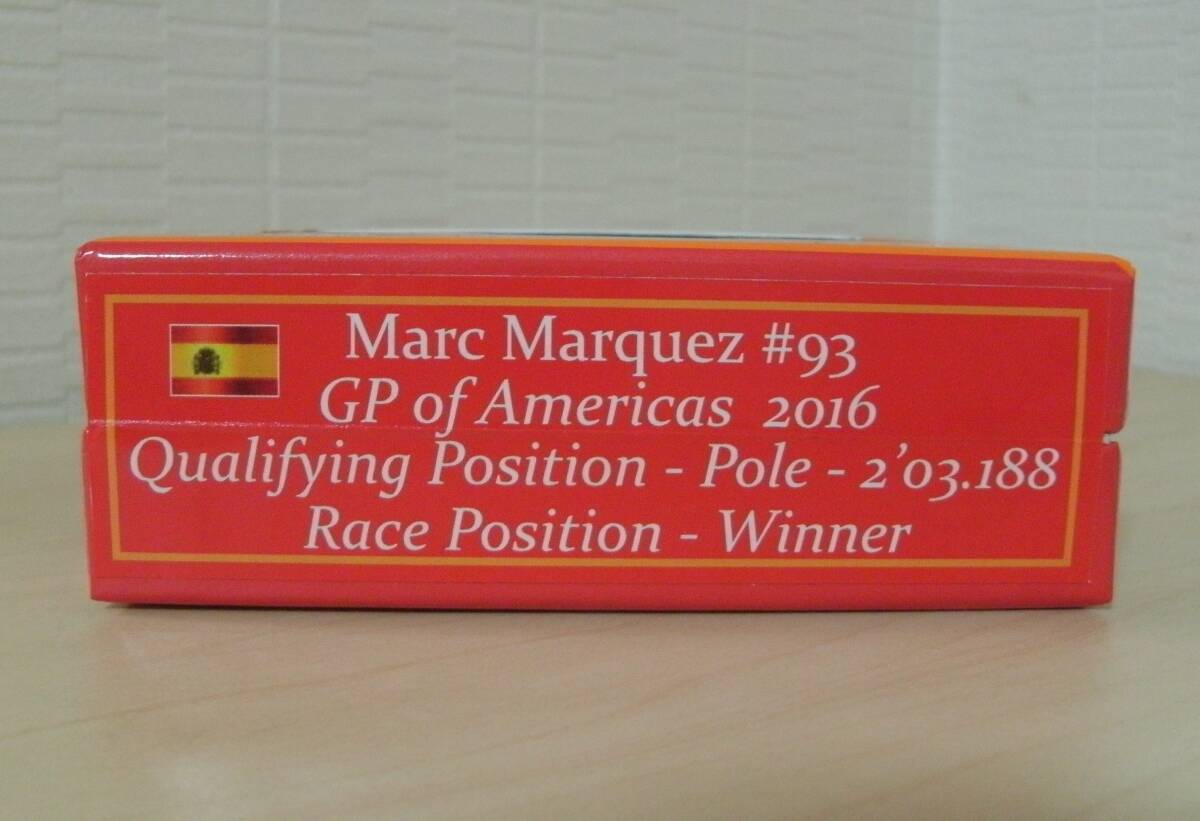 Marc Marquez #93
GP of Americas 2016
Qualifying Position - Pole - 2'03.188
Race Position - Winner